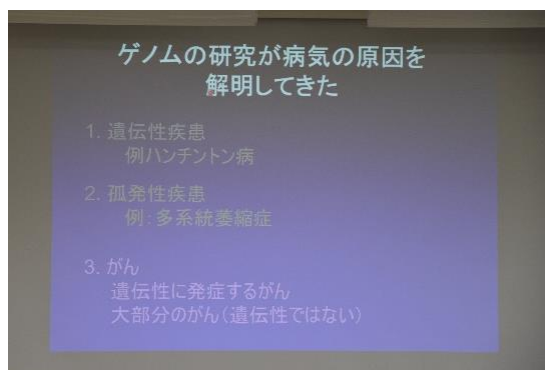 ゲノムの研究が病気の原因を
解明してきた
1. 遺伝性疾患
例ハンチントン病
2. 孤発性疾患
例：多系統萎縮症
3. がん
遺伝性に発症するがん
大部分のがん（遺伝性ではない）